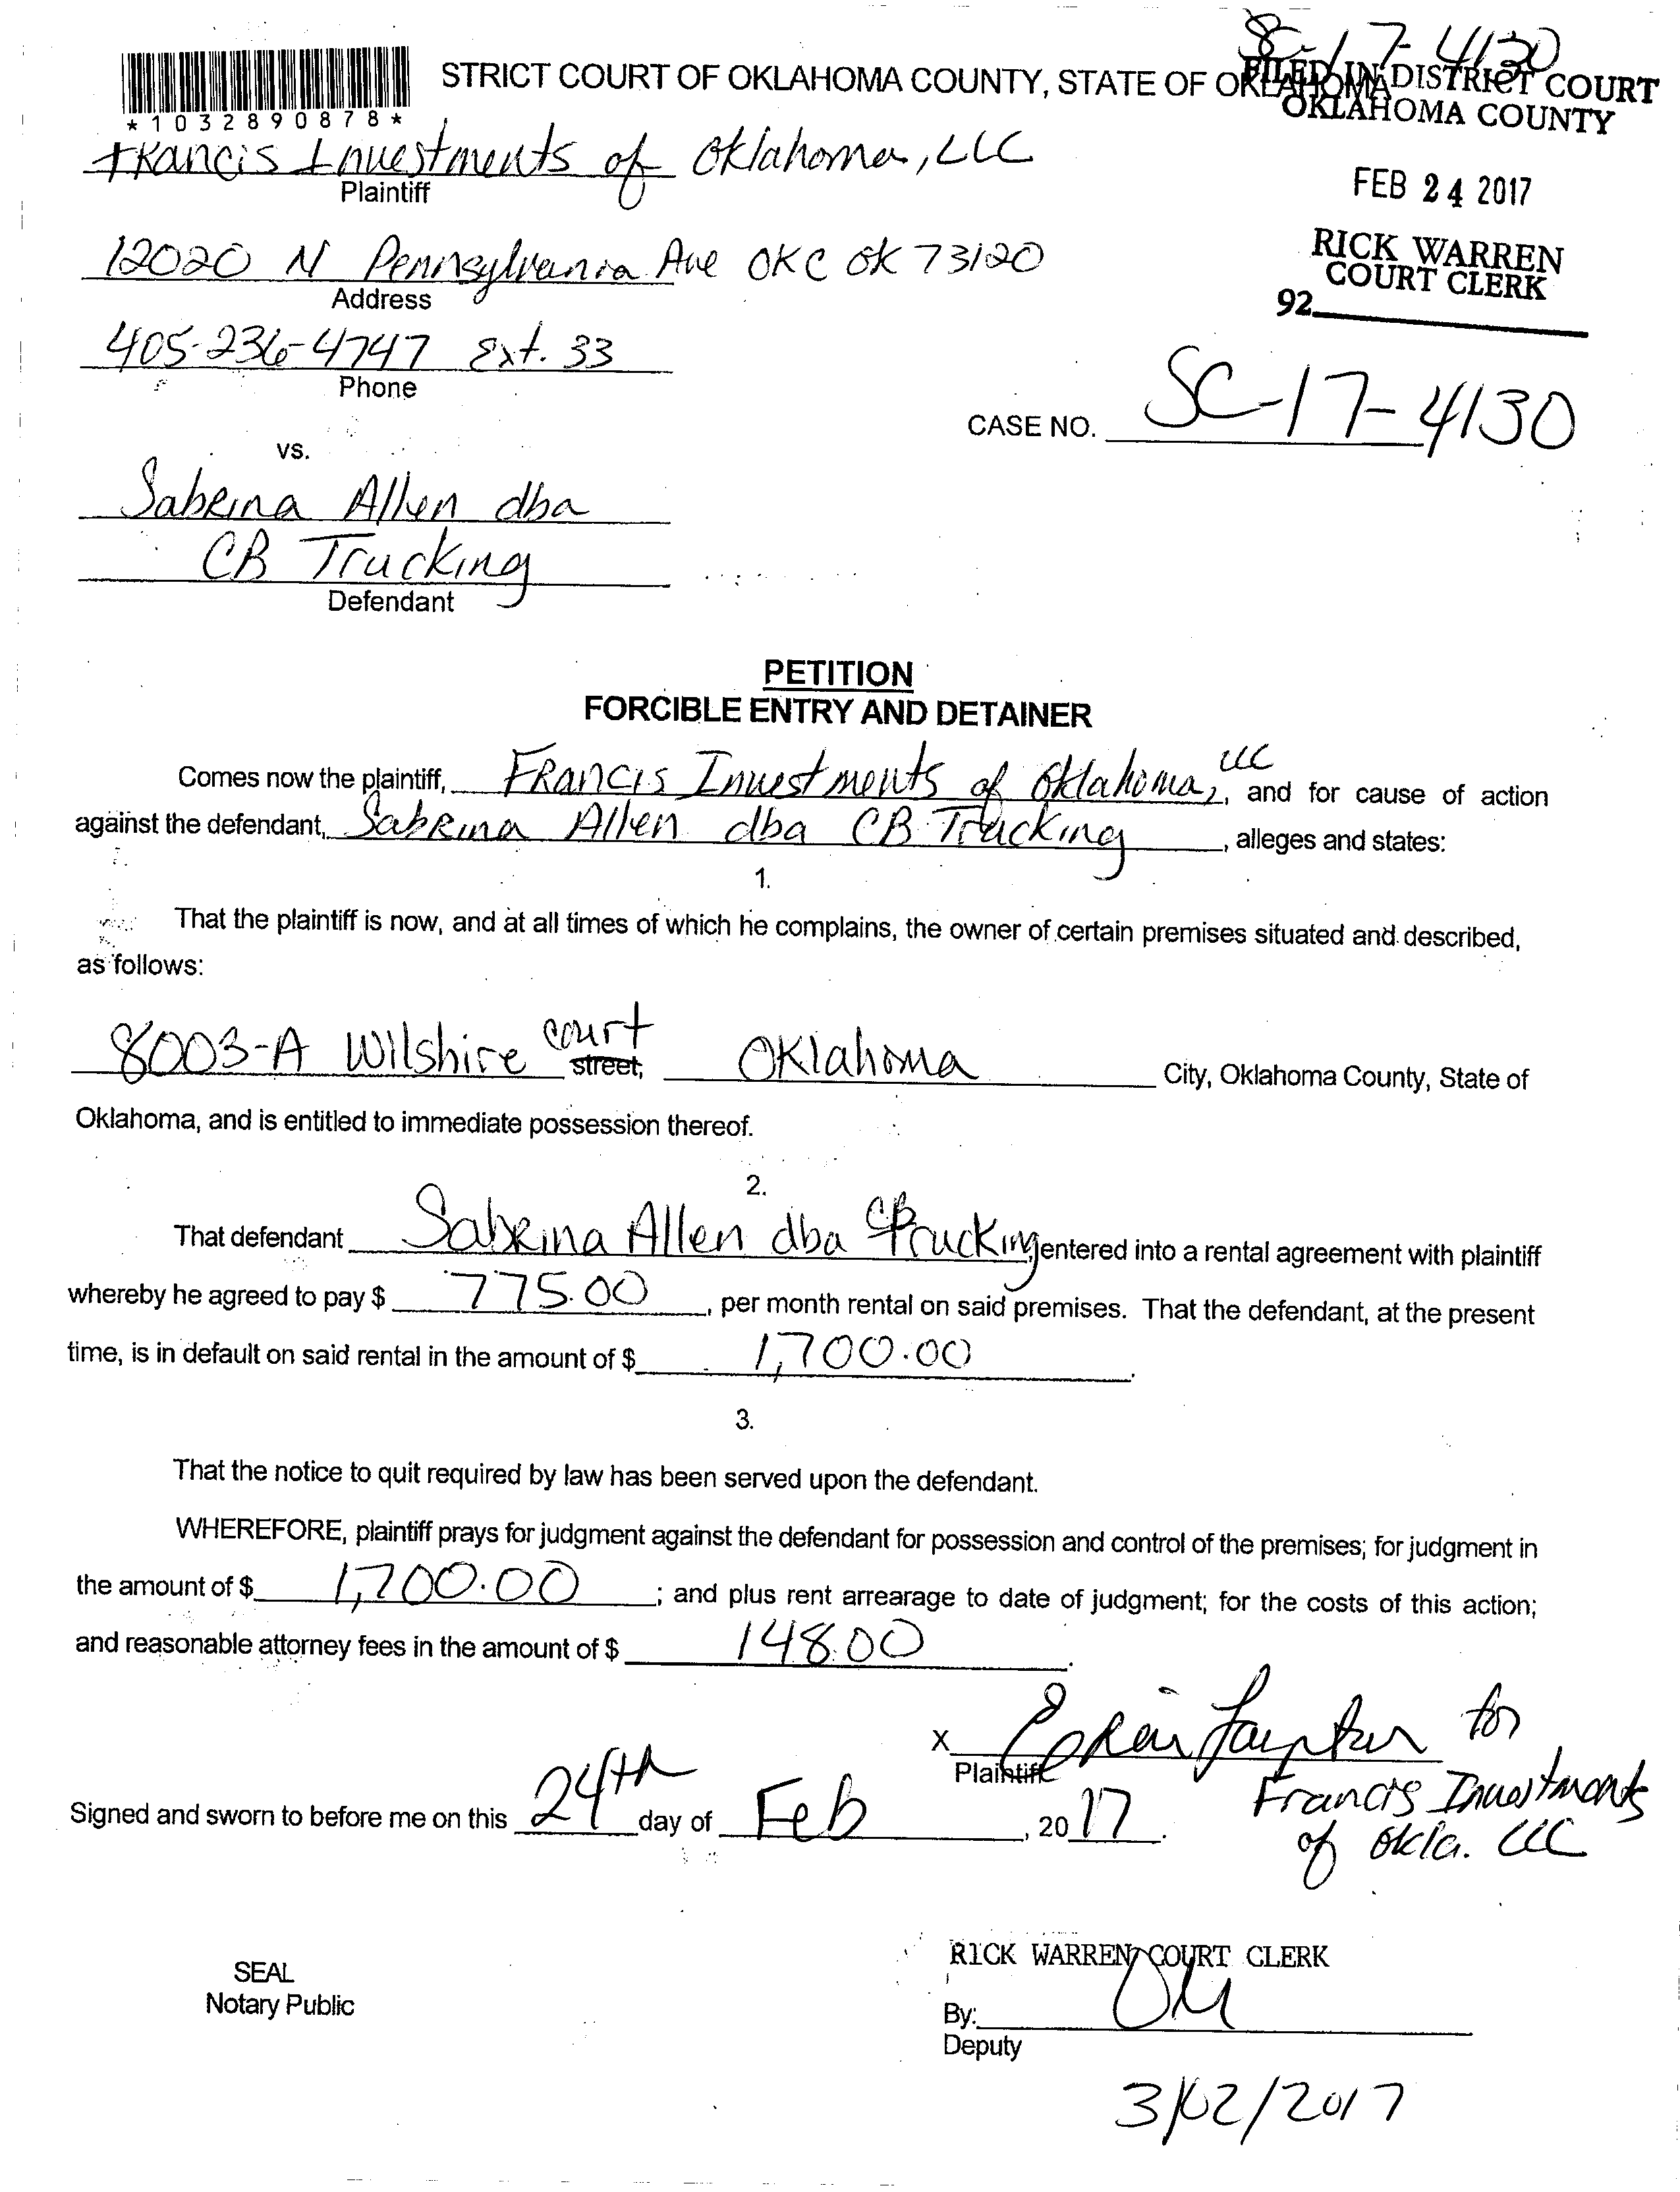 SC-17-4130
STRICT COURT OF OKLAHOMA COUNTY, STATE OF OKLAHOMA
FILED IN DISTRICT COURT
OKLAHOMA COUNTY
*1032890878*
FRancis Investments of Oklahoma, LLC
Plaintiff
FEB 24 2017
RICK WARREN
COURT CLERK
92
12020 N Pennsylvania Ave OKC OK 73120
Address
405-236-4747 Ext. 33
Phone
CASE NO. SC-17-4130
vs.
SabRina Allen dba
CB Trucking
Defendant
PETITION
FORCIBLE ENTRY AND DETAINER
Comes now the plaintiff, FRancis Investments of Oklahoma, LLC, and for cause of action
against the defendant, SabRina Allen dba CB Trucking, alleges and states:
1.
That the plaintiff is now, and at all times of which he complains, the owner of certain premises situated and described,
as follows:
8003-A Wilshire court street, Oklahoma City, Oklahoma County, State of
Oklahoma, and is entitled to immediate possession thereof.
2.
That defendant SabRina Allen dba CB Trucking entered into a rental agreement with plaintiff
whereby he agreed to pay $ 775.00, per month rental on said premises. That the defendant, at the present
time, is in default on said rental in the amount of $ 1,700.00.
3.
That the notice to quit required by law has been served upon the defendant.
WHEREFORE, plaintiff prays for judgment against the defendant for possession and control of the premises; for judgment in
the amount of $ 1,700.00; and plus rent arrearage to date of judgment; for the costs of this action;
and reasonable attorney fees in the amount of $ 148.00.
X for
Plaintiff
Francis Investments
of Okla. LLC
Signed and sworn to before me on this 24th day of Feb, 2017.
RICK WARREN COURT CLERK
SEAL
Notary Public
By:
Deputy
3/02/2017